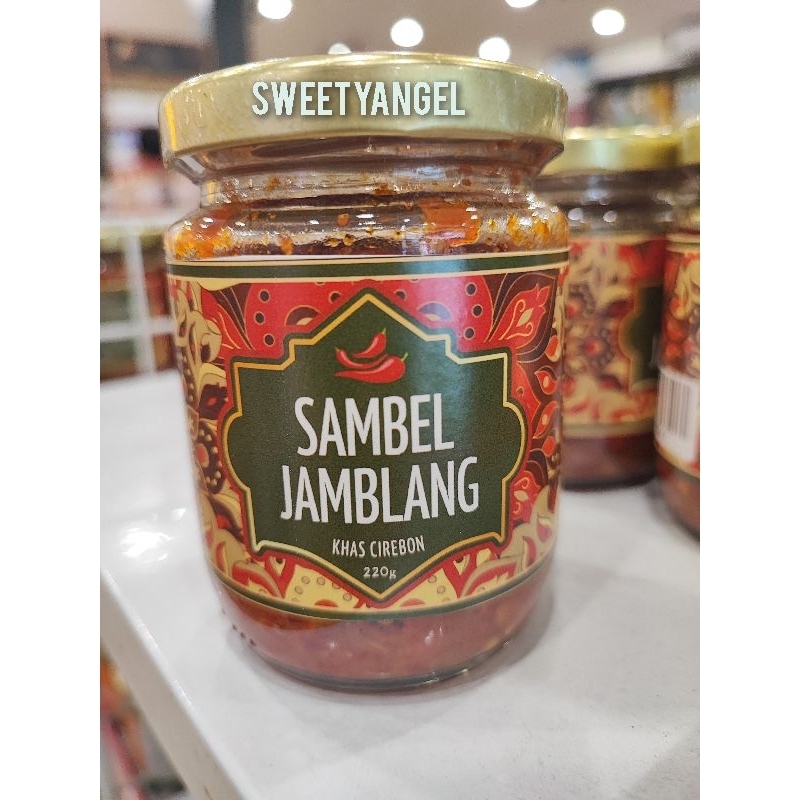 SWEETYANGEL
SAMBEL
JAMBLANG
KHAS CIREBON
220g